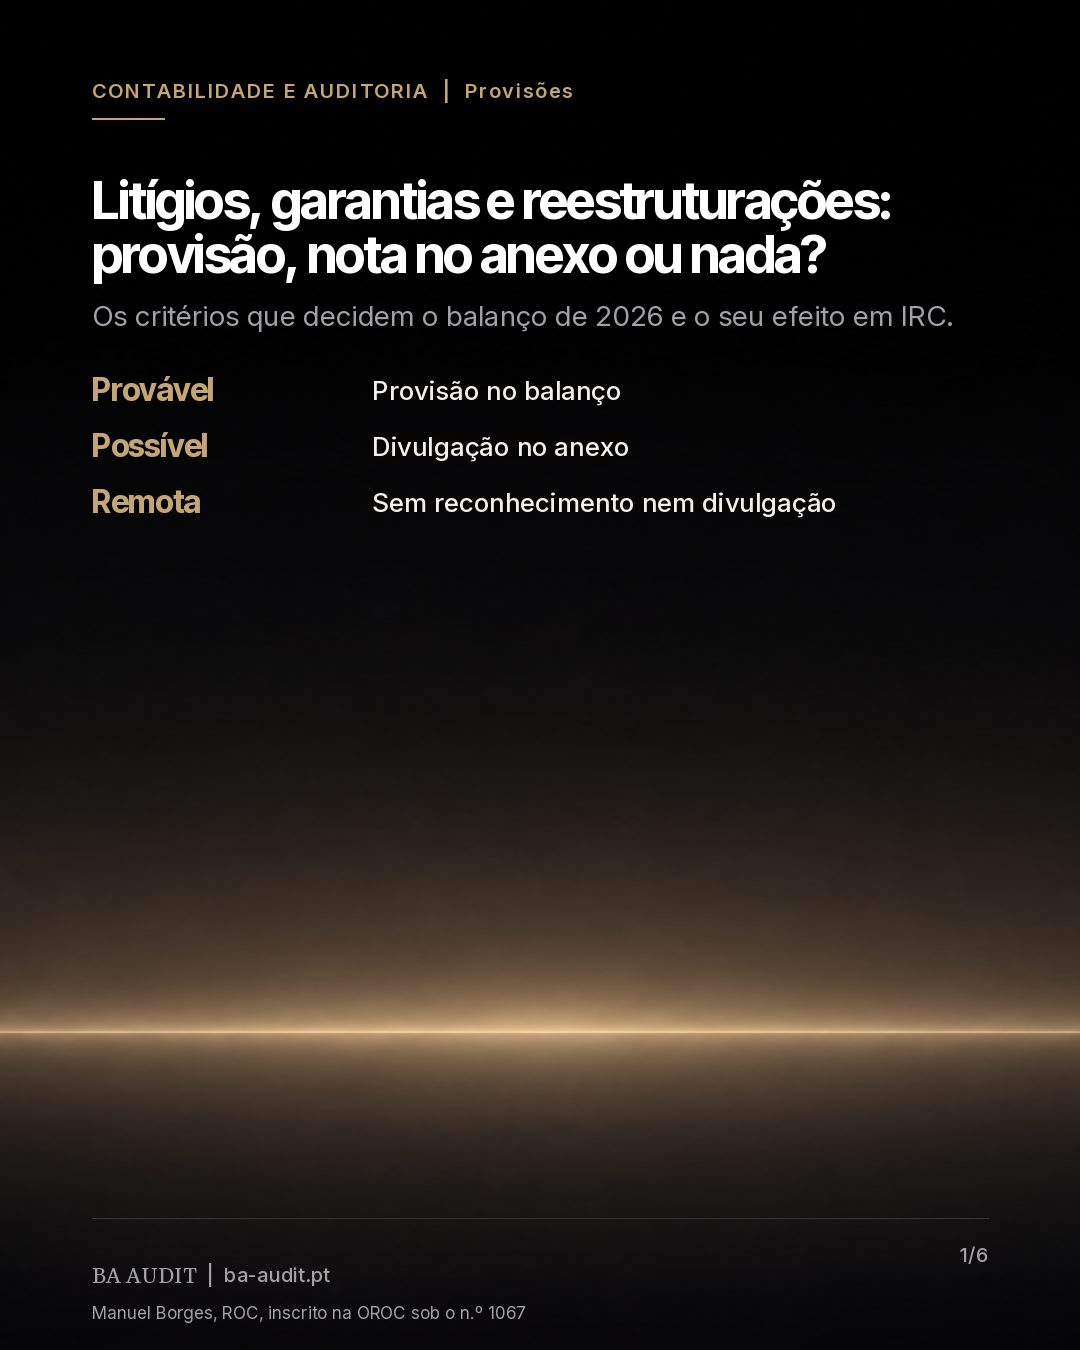 CONTABILIDADE E AUDITORIA | Provisões
Litígios, garantias e reestruturações:
provisão, nota no anexo ou nada?
Os critérios que decidem o balanço de 2026 e o seu efeito em IRC.
Provável Provisão no balanço
Possível Divulgação no anexo
Remota Sem reconhecimento nem divulgação
1/6
BA AUDIT | ba-audit.pt
Manuel Borges, ROC, inscrito na OROC sob o n.º 1067